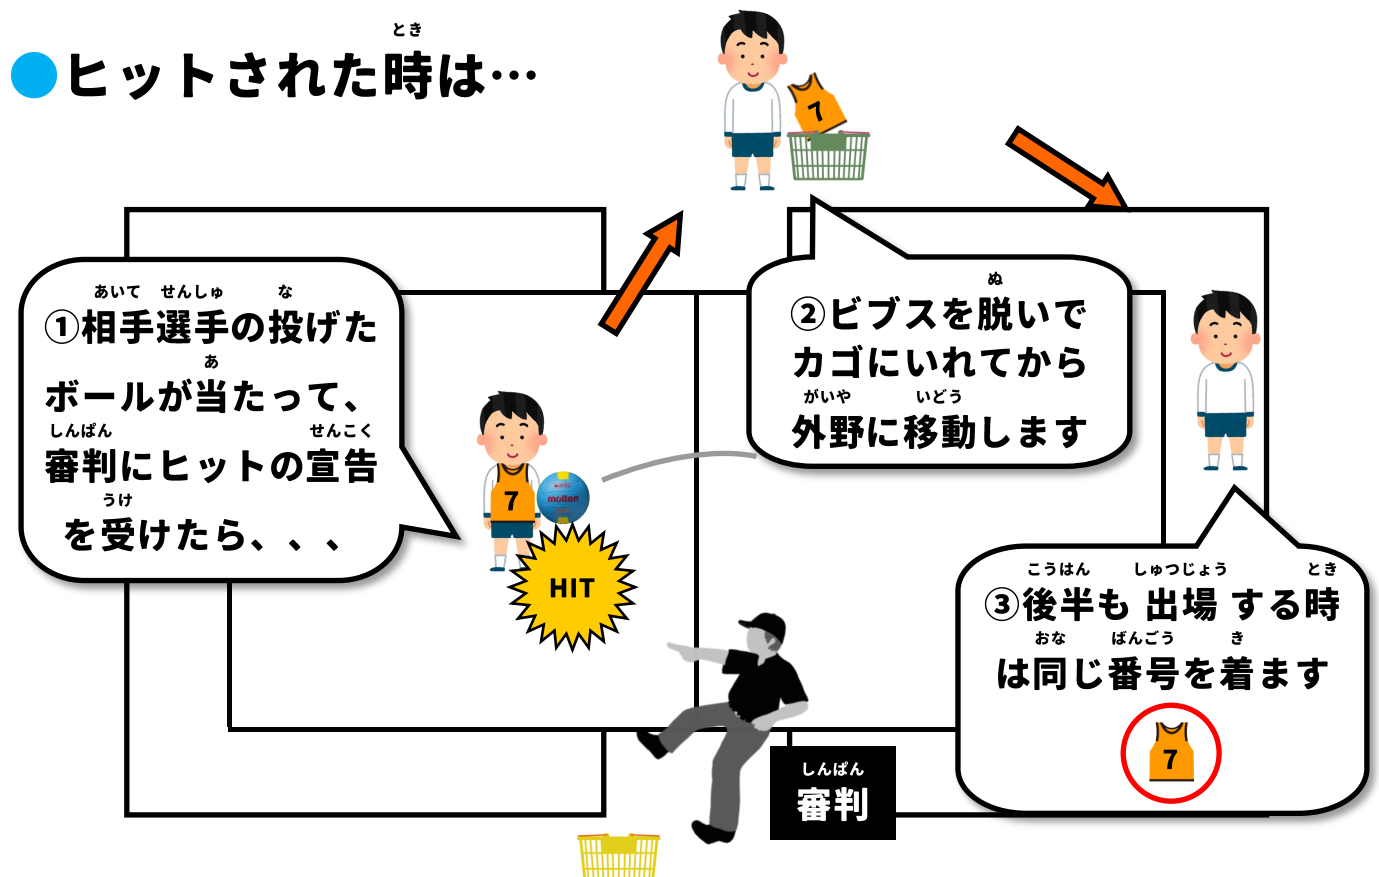 とき
●ヒットされた時は…
7
あいて せんしゅ な
①相手選手の投げた
あ
ボールが当たって、
しんぱん せんこく
審判にヒットの宣告
うけ
を受けたら、、、
7
molten
HIT
ぬ
②ビブスを脱いで
カゴにいれてから
がいや いどう
外野に移動します
こうはん しゅつじょう とき
③後半も 出場 する時
おな ばんごう き
は同じ番号を着ます
7
しんぱん
審判